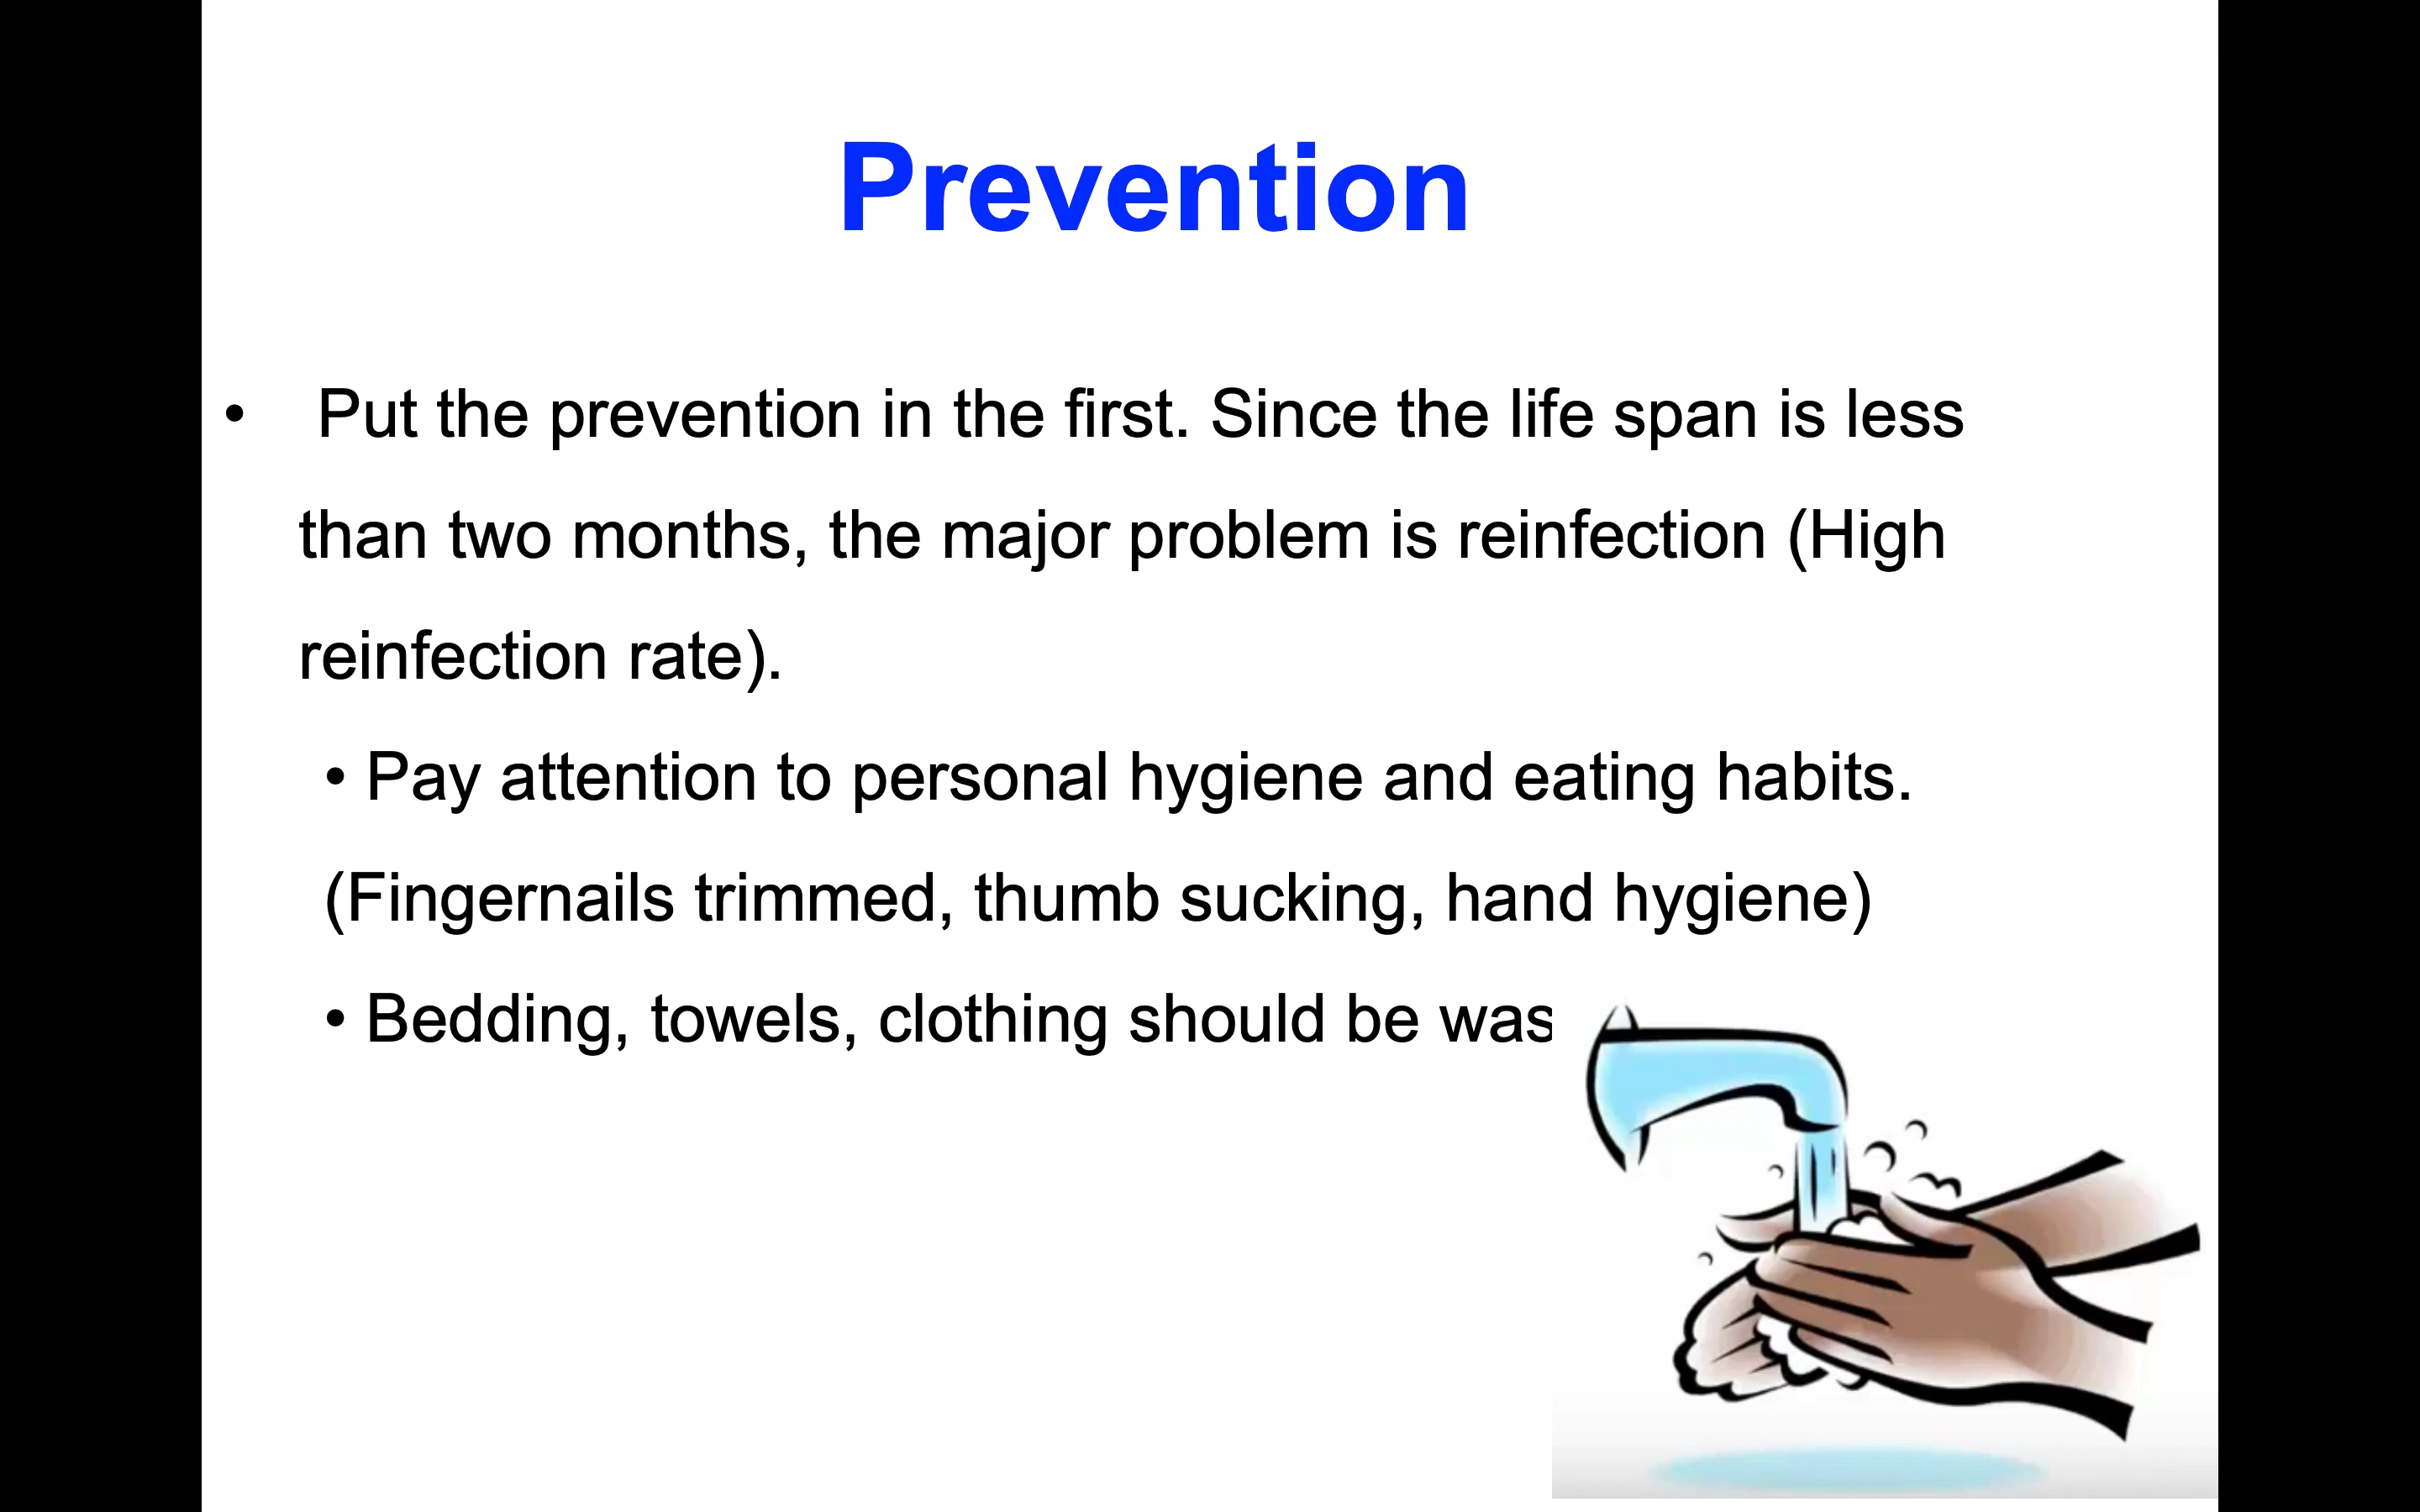 Prevention
• Put the prevention in the first. Since the life span is less
than two months, the major problem is reinfection (High
reinfection rate).
• Pay attention to personal hygiene and eating habits.
(Fingernails trimmed, thumb sucking, hand hygiene)
• Bedding, towels, clothing should be